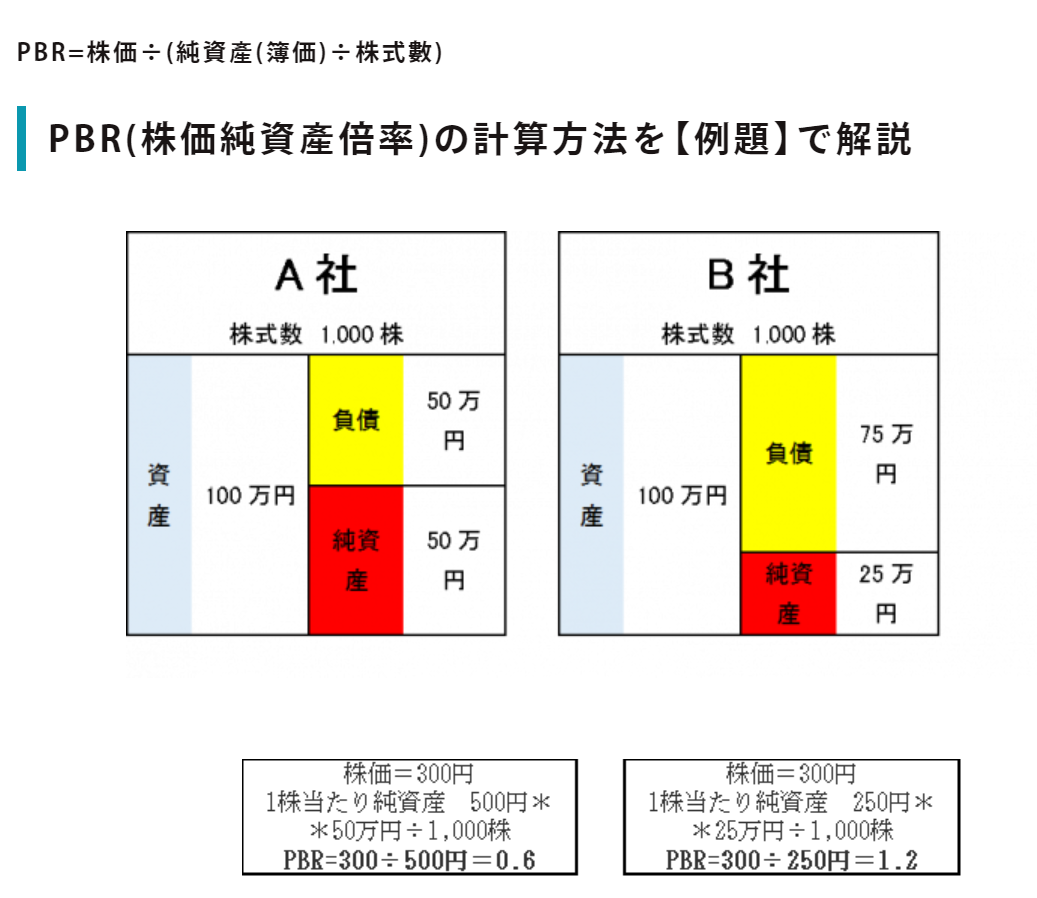 PBR=株価÷(純資產(簿価)÷株式數)
PBR(株価純資產倍率)の計算方法を【例題】で解説
A 社
株式数 1,000 株
資
産
100 万円
負債
50 万
円
純資
産
50 万
円
B 社
株式数 1,000 株
資
産
100 万円
負債
75 万
円
純資
産
25 万
円
株価＝300円
1株当たり純資産　500円＊
＊50万円÷1,000株
PBR=300÷500円＝0.6
株価＝300円
1株当たり純資産　250円＊
＊25万円÷1,000株
PBR=300÷250円＝1.2